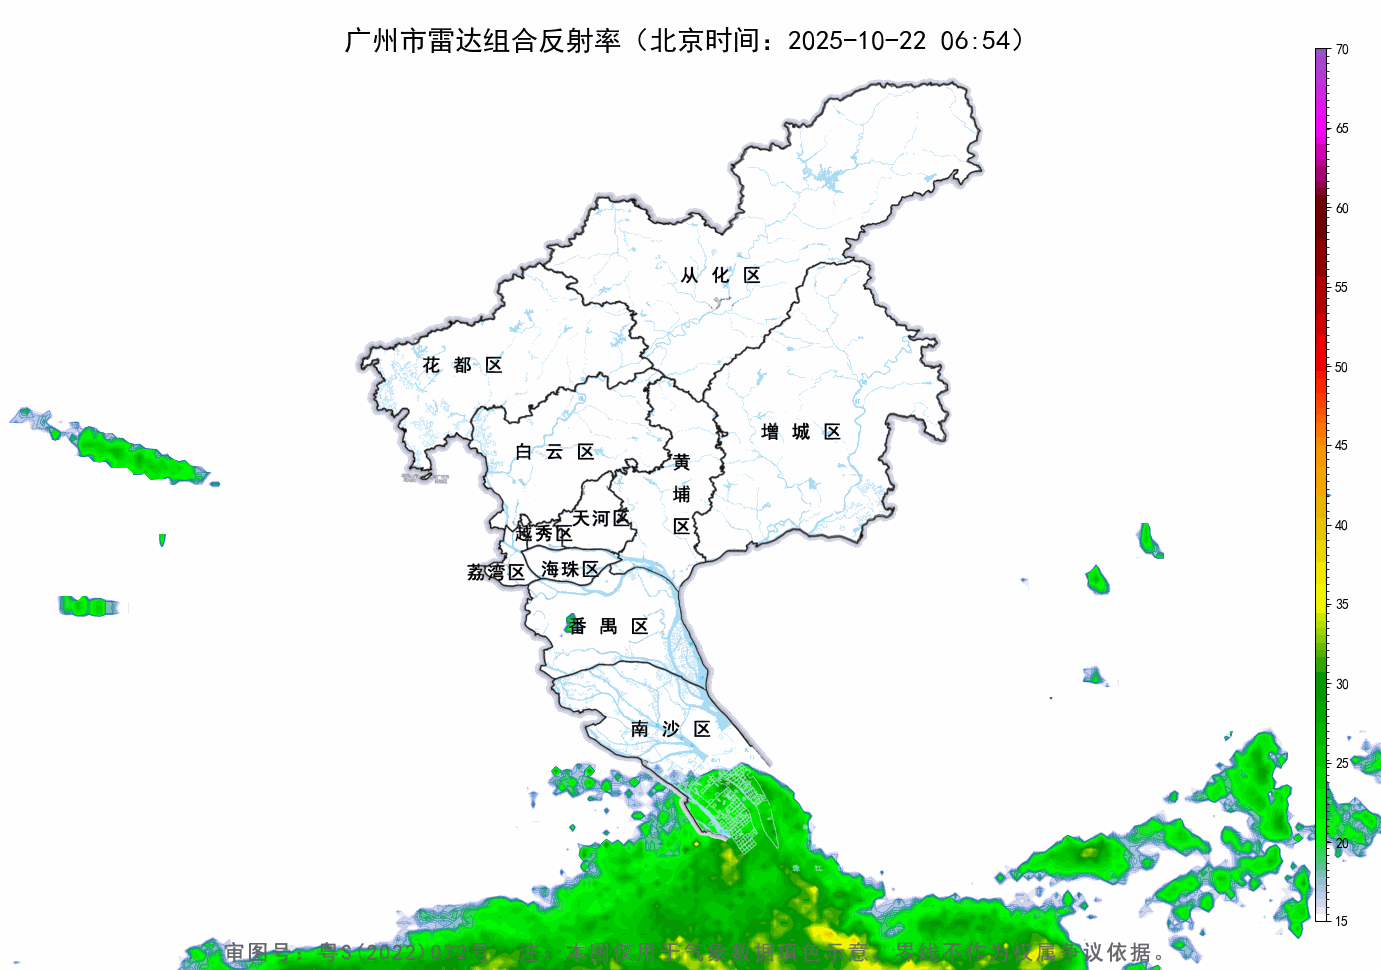 广州市雷达组合反射率（北京时间：2025-10-22 06:54）
70
65
60
55
50
45
40
35
30
25
20
15
从 化 区
花 都 区
增 城 区
白 云 区
黄
埔
区
天河区
越秀区
荔湾区
海珠区
番 禺 区
南 沙 区
审图号：粤S(2022)072号 注：本图仅用于气象数据填色示意，界线不作为权属争议依据。